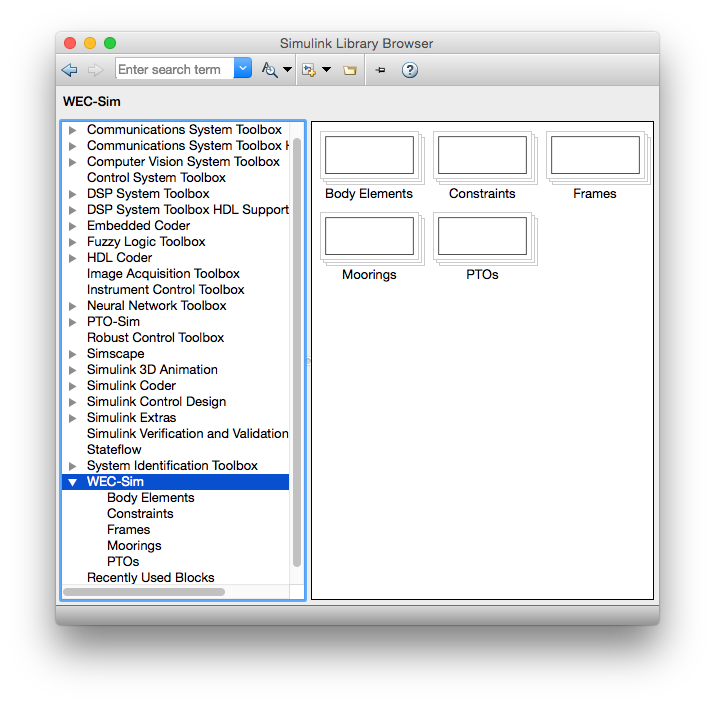 Simulink Library Browser
Enter search term
WEC-Sim
Communications System Toolbox
Communications System Toolbox H
Computer Vision System Toolbox
Control System Toolbox
DSP System Toolbox
DSP System Toolbox HDL Support
Embedded Coder
Fuzzy Logic Toolbox
HDL Coder
Image Acquisition Toolbox
Instrument Control Toolbox
Neural Network Toolbox
PTO-Sim
Robust Control Toolbox
Simscape
Simulink 3D Animation
Simulink Coder
Simulink Control Design
Simulink Extras
Simulink Verification and Validation
Stateflow
System Identification Toolbox
WEC-Sim
Body Elements
Constraints
Frames
Moorings
PTOs
Recently Used Blocks
Body Elements Constraints Frames
Moorings PTOs